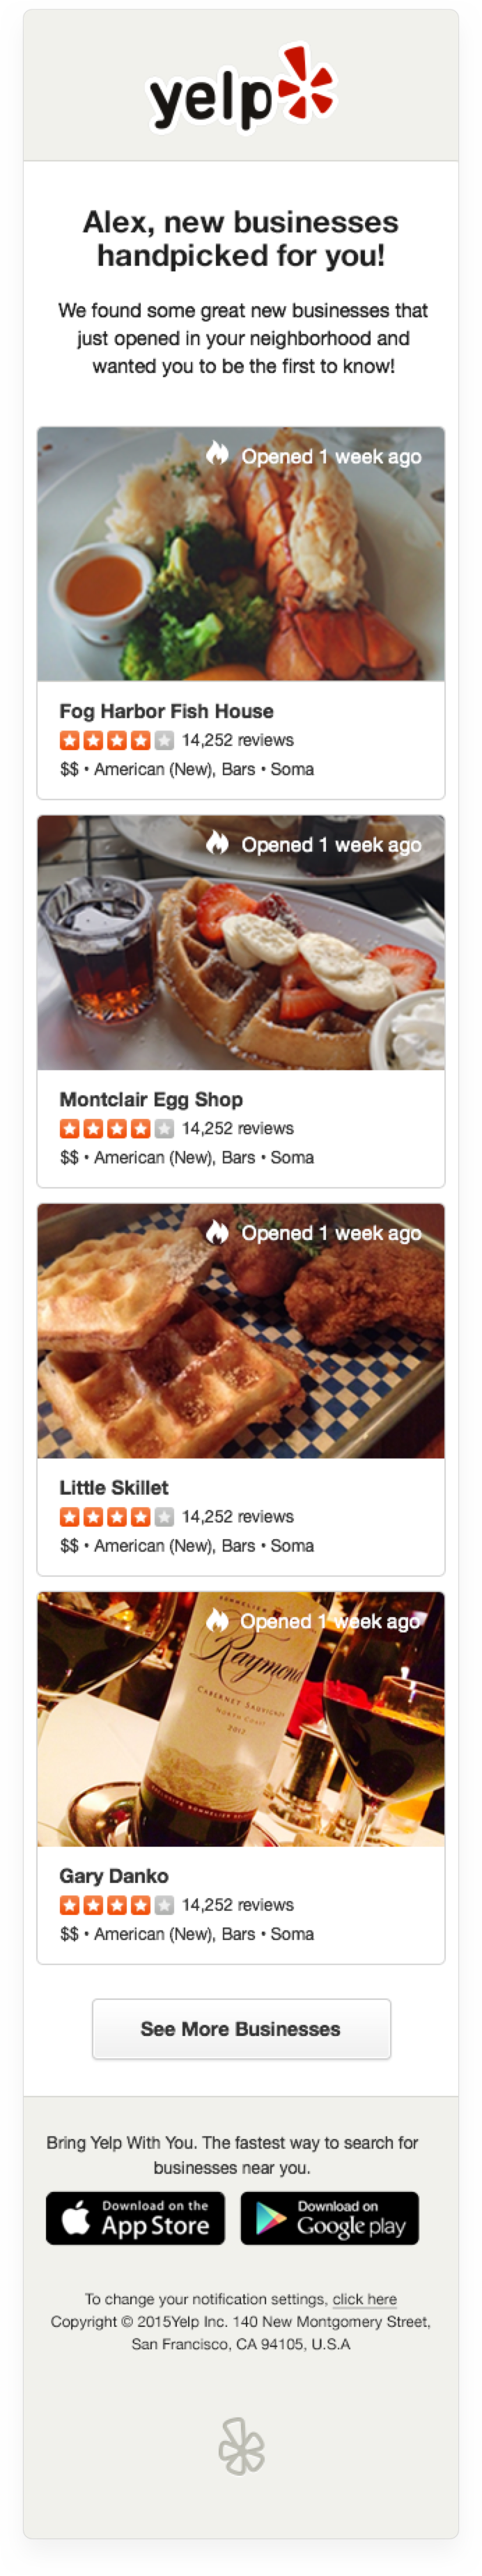 yelp
Alex, new businesses
handpicked for you!
We found some great new businesses that
just opened in your neighborhood and
wanted you to be the first to know!
Opened 1 week ago
Fog Harbor Fish House
14,252 reviews
$$ • American (New), Bars • Soma
Opened 1 week ago
Montclair Egg Shop
14,252 reviews
$$ • American (New), Bars • Soma
Opened 1 week ago
Little Skillet
14,252 reviews
$$ • American (New), Bars • Soma
Opened 1 week ago
Raymond
CABERNET SAUVIGNON
NORTH COAST
2012
Gary Danko
14,252 reviews
$$ • American (New), Bars • Soma
See More Businesses
Bring Yelp With You. The fastest way to search for
businesses near you.
Download on the
App Store
Download on
Google play
To change your notification settings, click here
Copyright © 2015Yelp Inc. 140 New Montgomery Street,
San Francisco, CA 94105, U.S.A